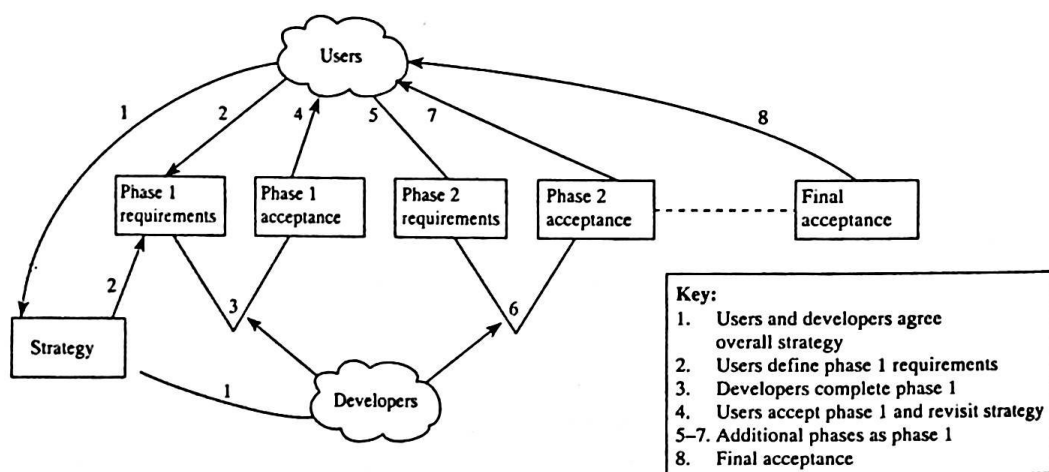 Users
1
2
4
5
7
8
Phase 1
requirements
Phase 1
acceptance
Phase 2
requirements
Phase 2
acceptance
Final
acceptance
2
3
6
Strategy
1
Developers
Key:
1. Users and developers agree
overall strategy
2. Users define phase 1 requirements
3. Developers complete phase 1
4. Users accept phase 1 and revisit strategy
5–7. Additional phases as phase 1
8. Final acceptance